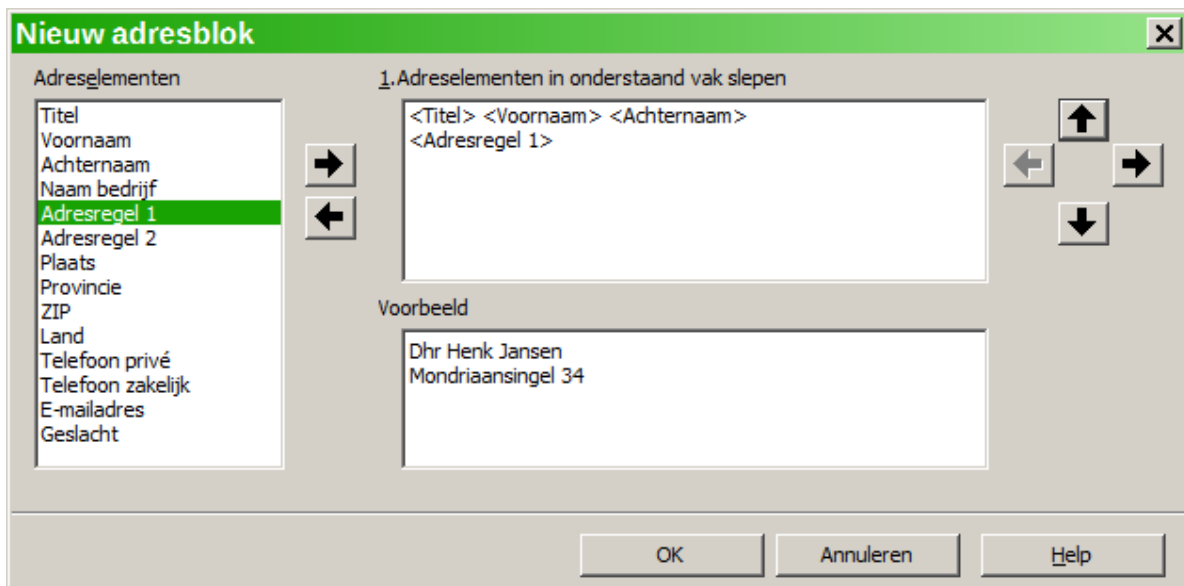 Nieuw adresblok
Adreselementen
Titel
Voornaam
Achternaam
Naam bedrijf
Adresregel 1
Adresregel 2
Plaats
Provincie
ZIP
Land
Telefoon privé
Telefoon zakelijk
E-mailadres
Geslacht
1.Adreselementen in onderstaand vak slepen
<Titel> <Voornaam> <Achternaam>
<Adresregel 1>
Voorbeeld
Dhr Henk Jansen
Mondriaansingel 34
OK
Annuleren
Help